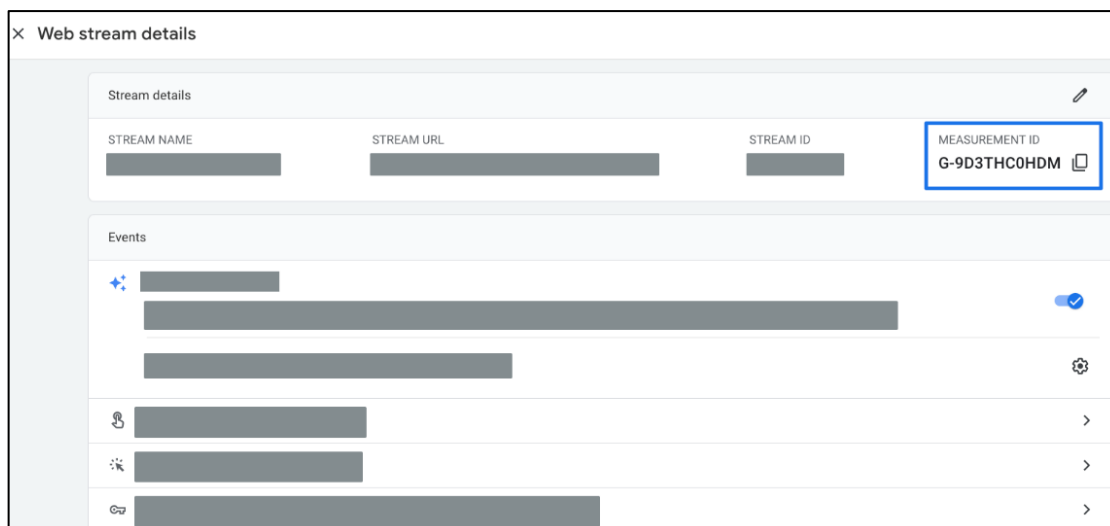 Web stream details
Stream details
STREAM NAME STREAM URL STREAM ID MEASUREMENT ID
G-9D3THC0HDM
Events